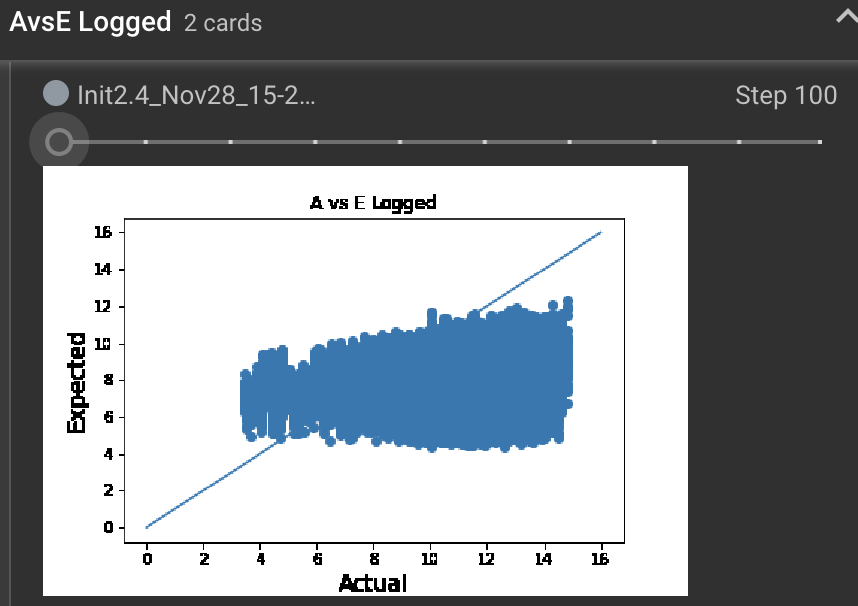 AvsE Logged 2 cards
Init2.4_Nov28_15-2...
Step 100
A vs E Logged
16
14
12
10
8
6
4
2
0
Expected
0 2 4 6 8 10 12 14 16
Actual